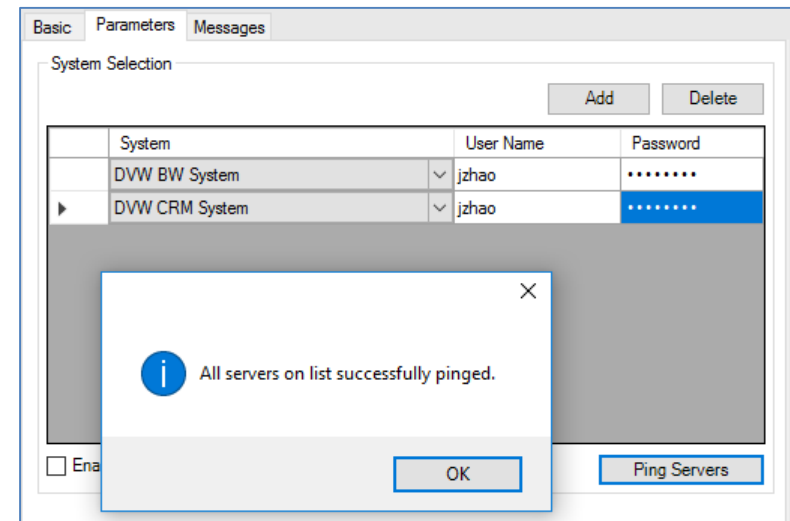 Basic Parameters Messages
System Selection
Add Delete
System User Name Password
DVW BW System jzhao ••••••••
DVW CRM System jzhao ••••••••
All servers on list successfully pinged.
OK
Ena
Ping Servers